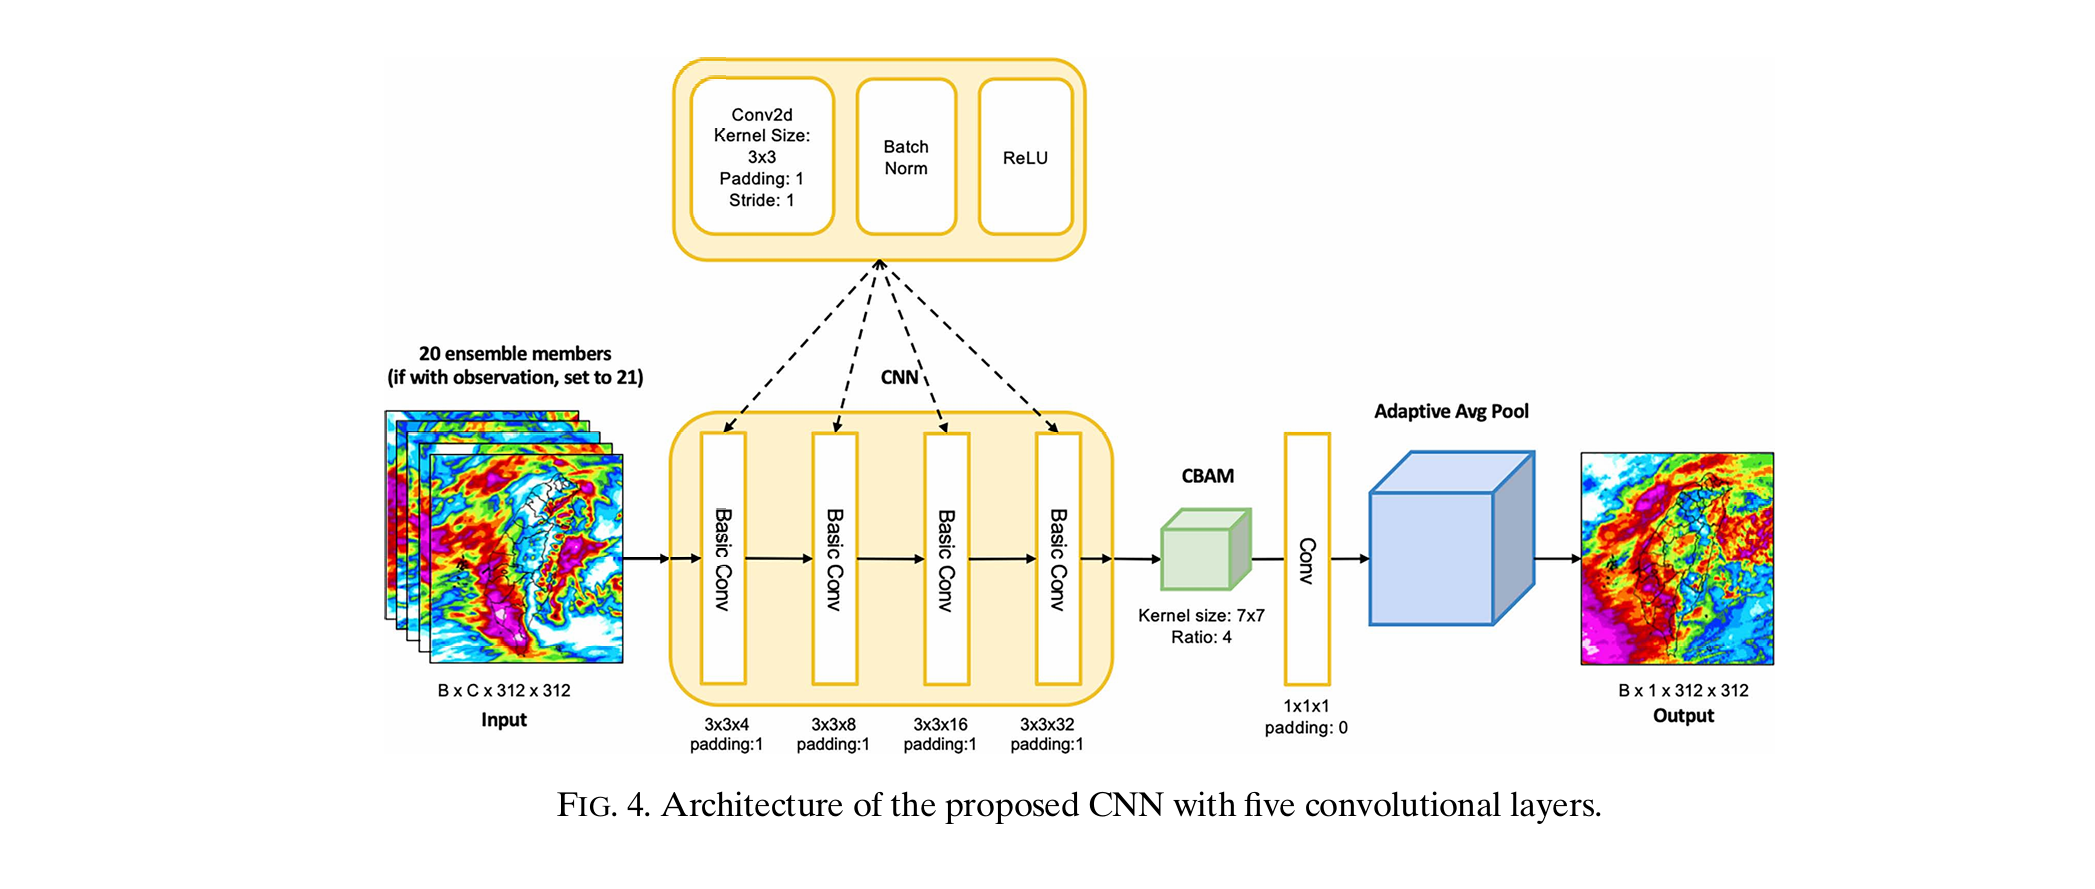 Conv2d
Kernel Size:
3x3
Padding: 1
Stride: 1
Batch
Norm
ReLU
20 ensemble members
(if with observation, set to 21)
CNN
Adaptive Avg Pool
CBAM
Basic Conv
Basic Conv
Basic Conv
Basic Conv
Conv
Kernel size: 7x7
Ratio: 4
B x C x 312 x 312
Input
3x3x4
padding:1
3x3x8
padding:1
3x3x16
padding:1
3x3x32
padding:1
1x1x1
padding: 0
B x 1 x 312 x 312
Output
FIG. 4. Architecture of the proposed CNN with five convolutional layers.